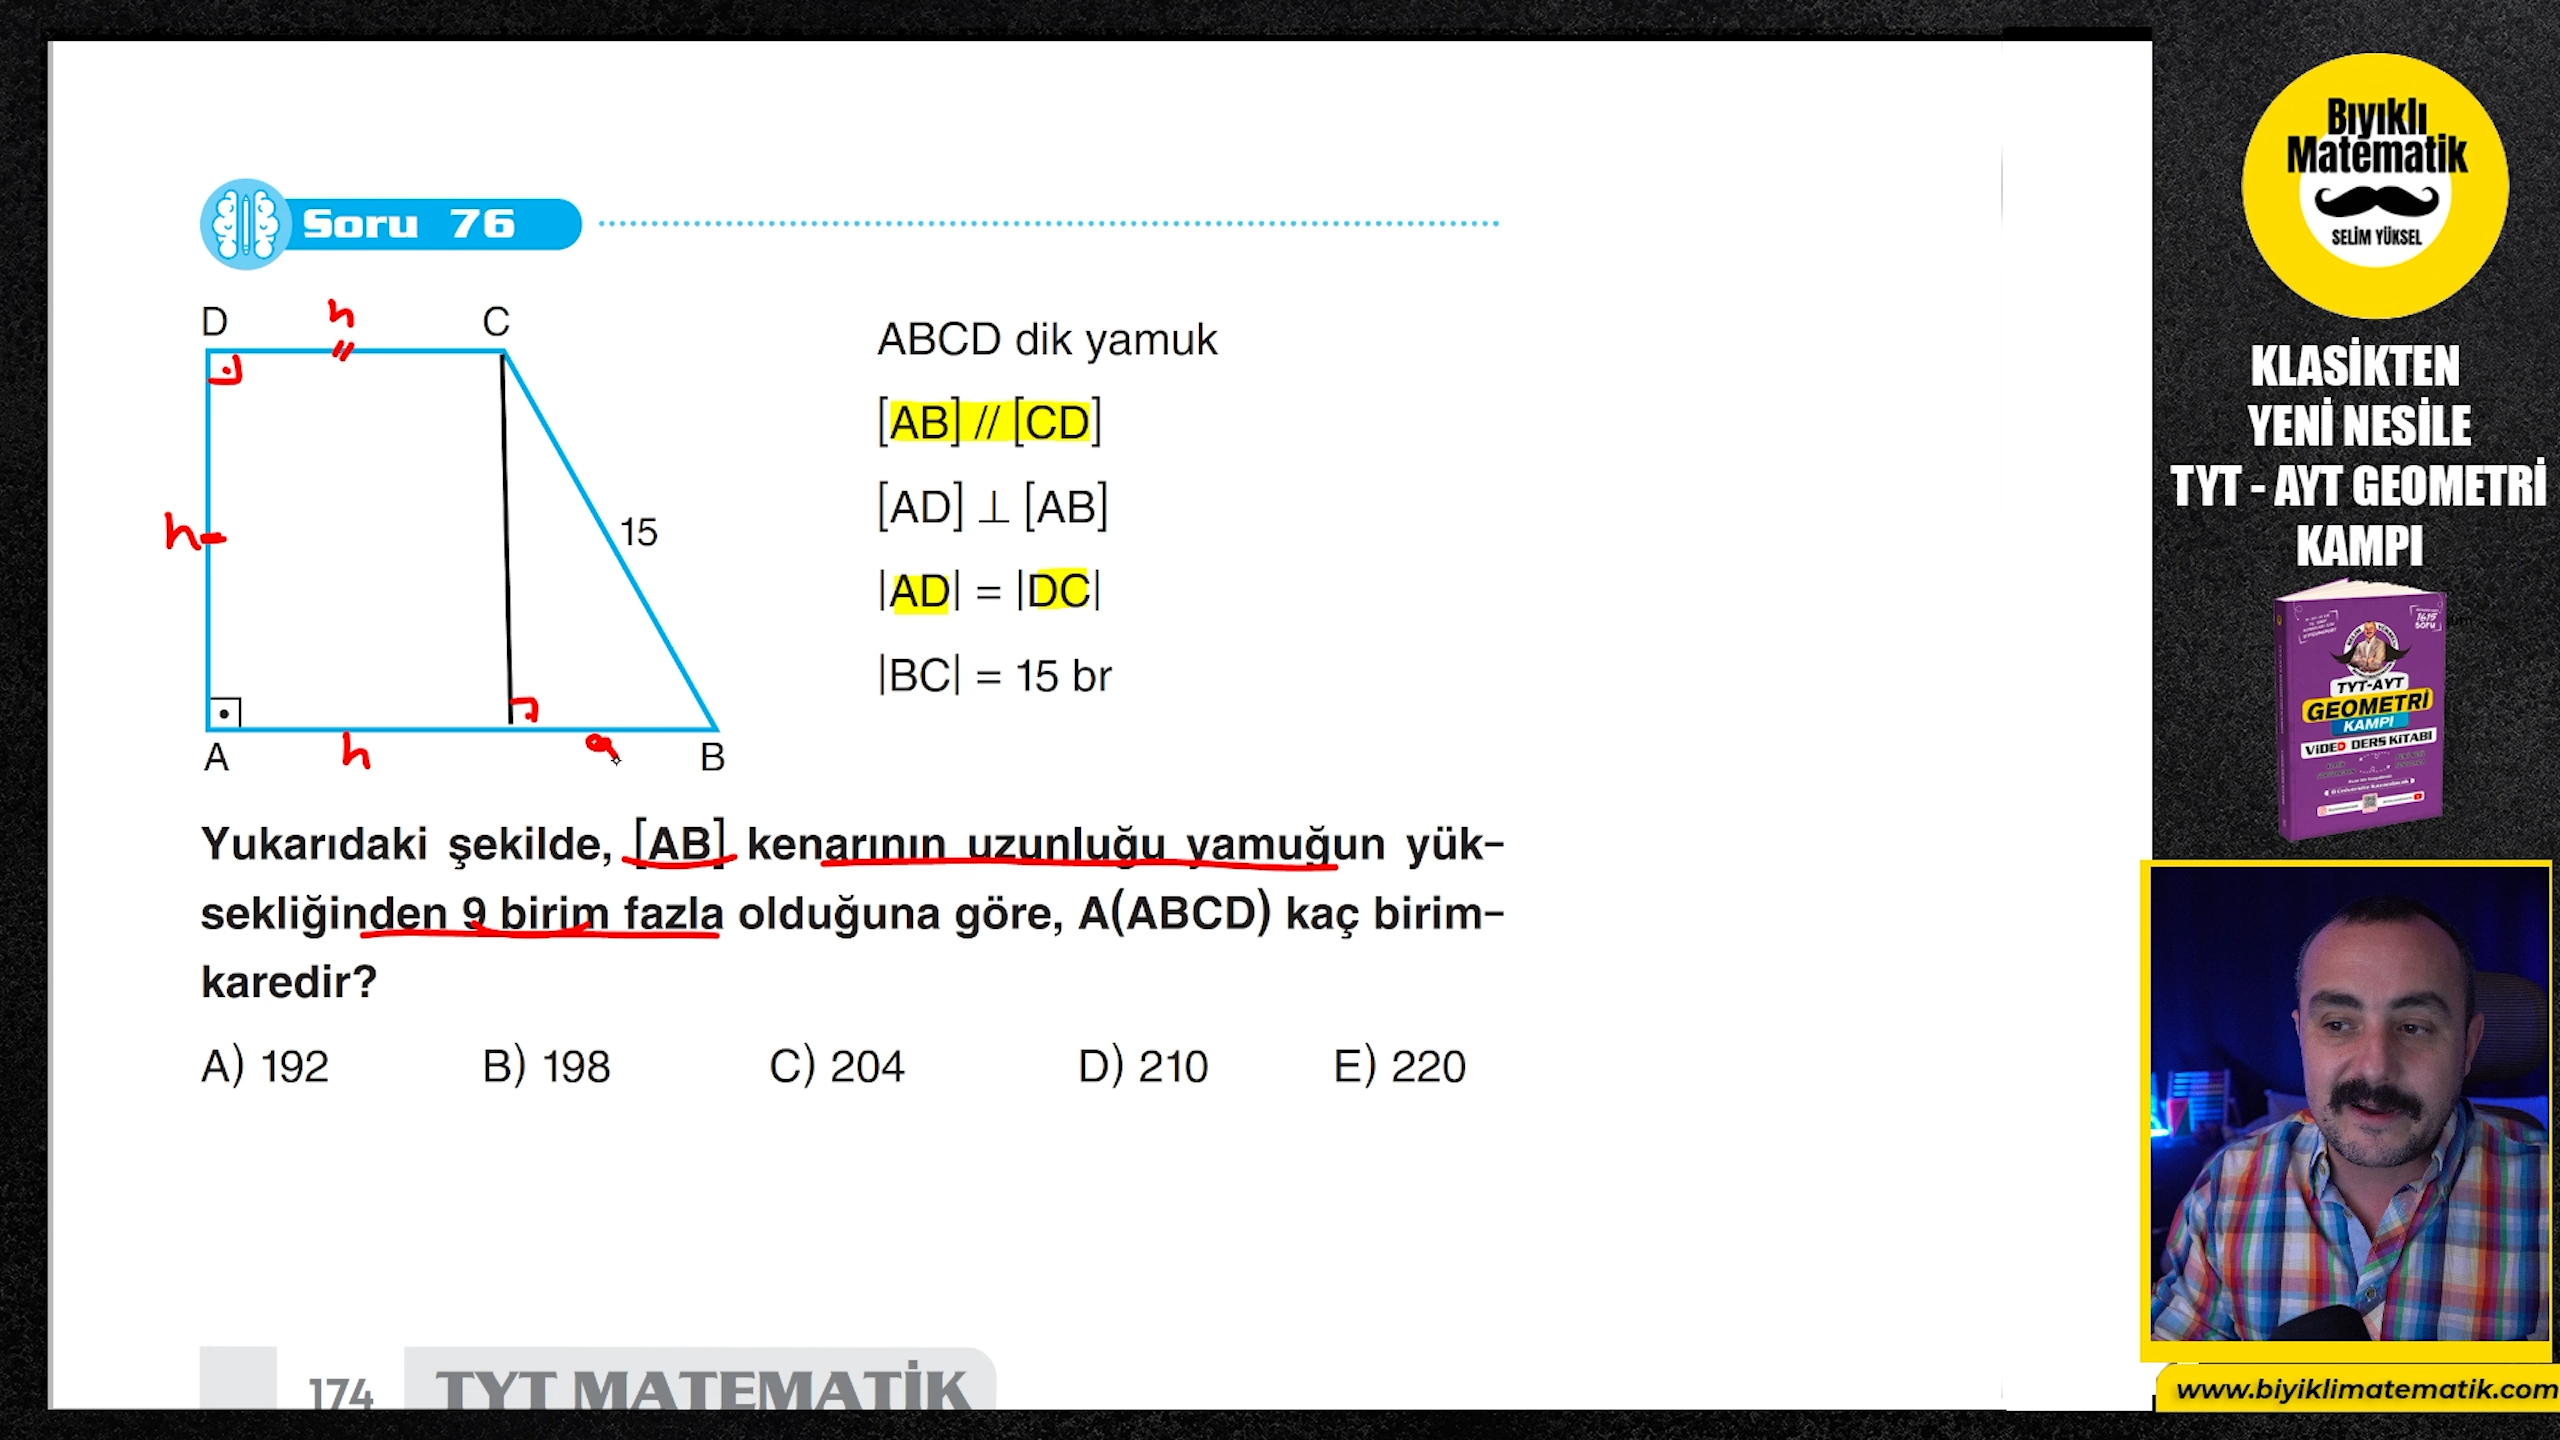 Soru 76
D
h
C
h
15
A
h
9
B
ABCD dik yamuk
[AB] // [CD]
[AD] ⊥ [AB]
|AD| = |DC|
|BC| = 15 br
Yukarıdaki şekilde, [AB] kenarının uzunluğu yamuğun yük-
sekliğinden 9 birim fazla olduğuna göre, A(ABCD) kaç birim-
karedir?
A) 192 B) 198 C) 204 D) 210 E) 220
174 TYT MATEMATİK
Bıyıklı
Matematik
SELİM YÜKSEL
KLASİKTEN
YENİ NESİLE
TYT - AYT GEOMETRİ
KAMPI
1615
soru
TYT-AYT
GEOMETRİ
KAMPI
VİDEO DERS KİTABI
www.biyiklimatematik.com